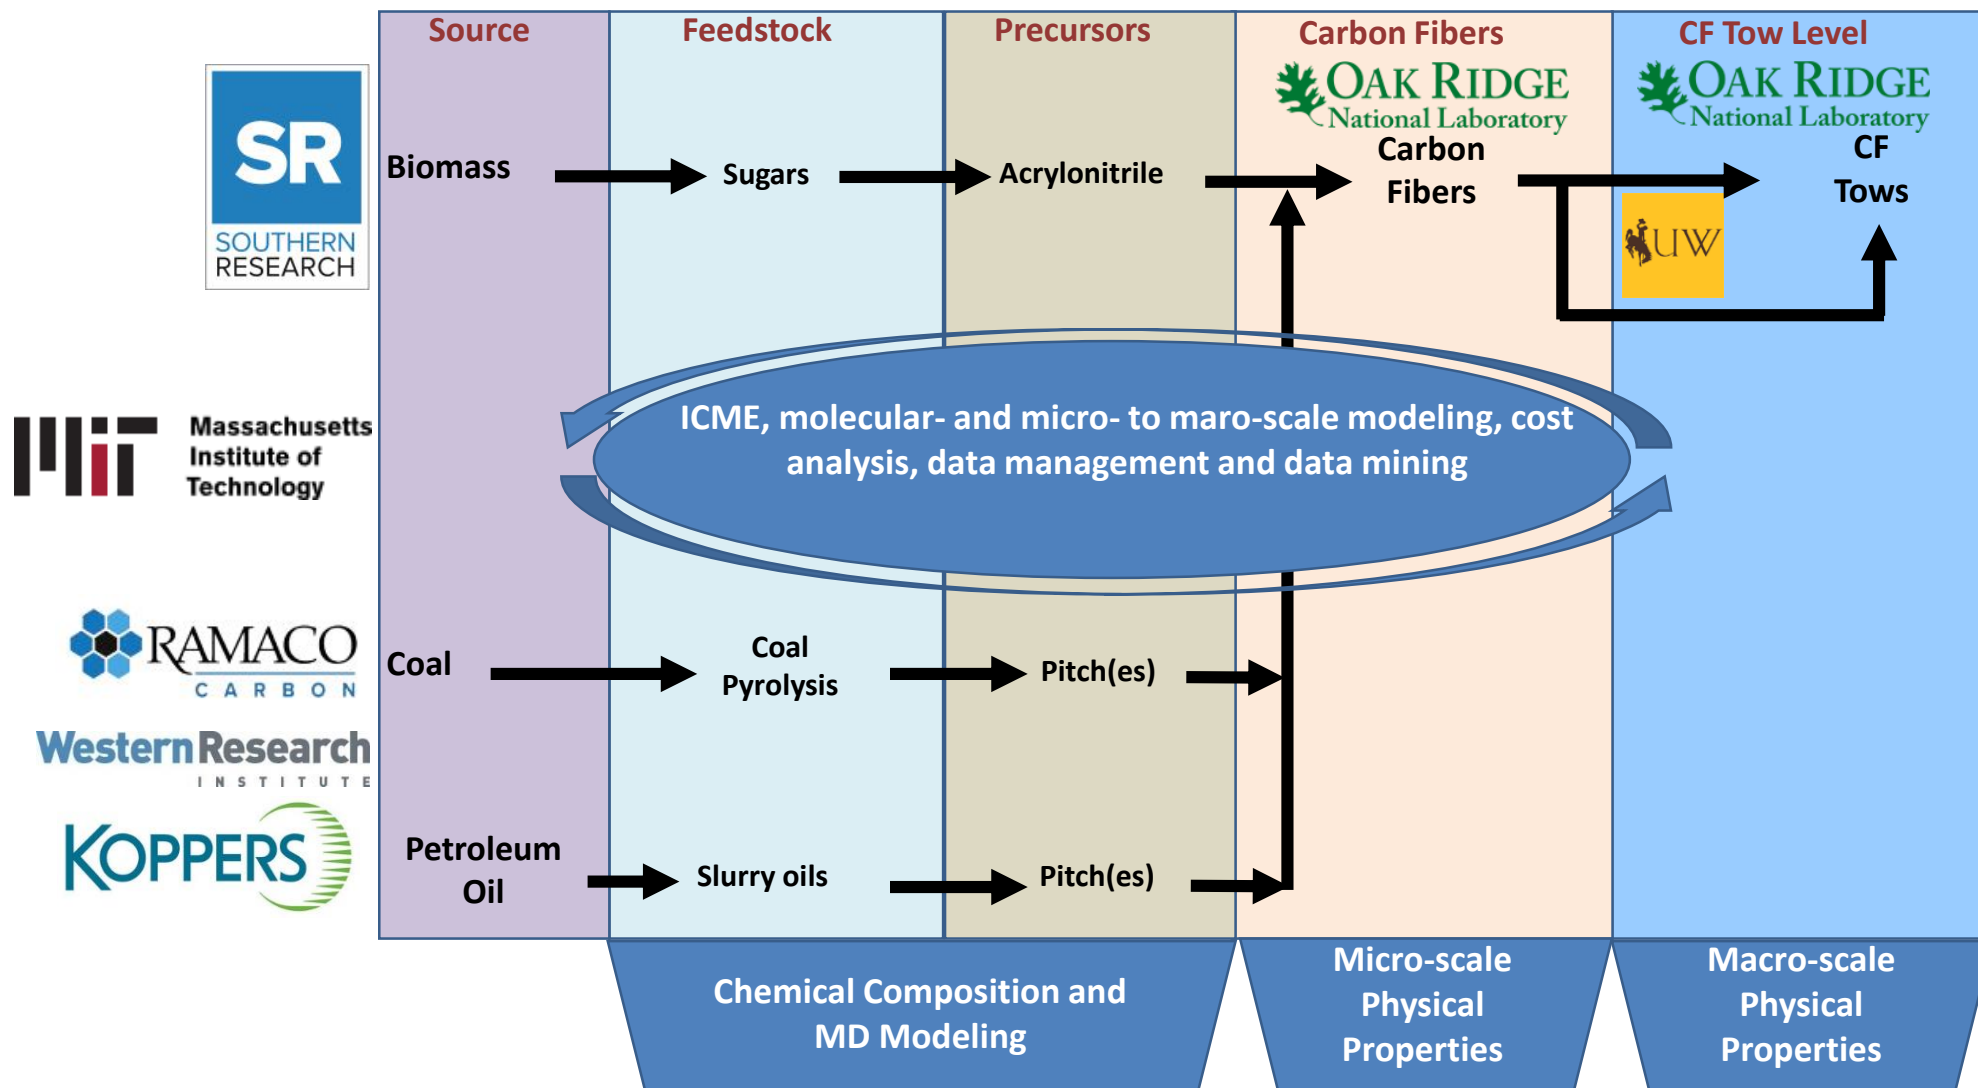 Source
Feedstock
Precursors
Carbon Fibers
CF Tow Level
OAK RIDGE
National Laboratory
OAK RIDGE
National Laboratory
SR
SOUTHERN
RESEARCH
Biomass
Sugars
Acrylonitrile
Carbon
Fibers
CF
Tows
UW
Massachusetts
Institute of
Technology
ICME, molecular- and micro- to maro-scale modeling, cost
analysis, data management and data mining
RAMACO
CARBON
Coal
Coal
Pyrolysis
Pitch(es)
Western Research
INSTITUTE
KOPPERS
Petroleum
Oil
Slurry oils
Pitch(es)
Chemical Composition and
MD Modeling
Micro-scale
Physical
Properties
Macro-scale
Physical
Properties